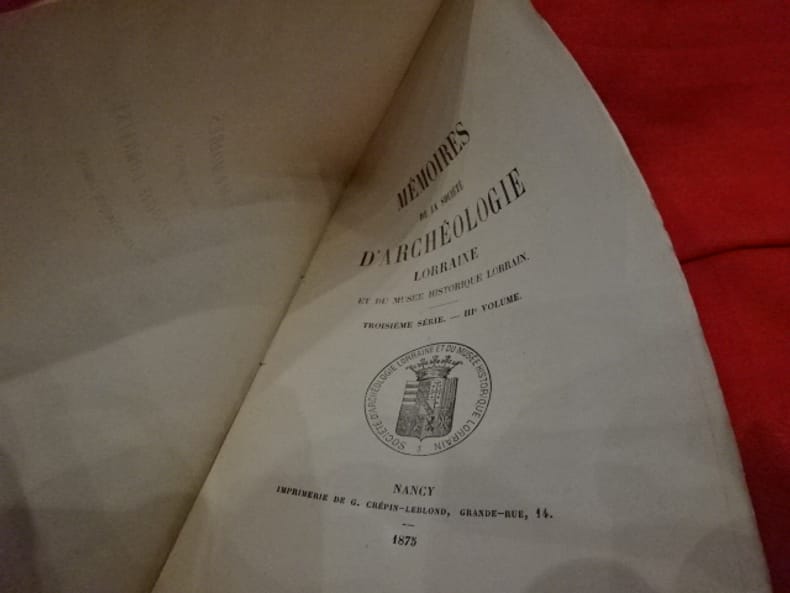 MÉMOIRES
DE LA SOCIÉTÉ
D'ARCHÉOLOGIE
LORRAINE
ET DU MUSÉE HISTORIQUE LORRAIN.
TROISIÈME SÉRIE. — IIIe VOLUME.
SOCIÉTÉ D'ARCHÉOLOGIE LORRAINE ET DU MUSÉE HISTORIQUE LORRAIN
NANCY
IMPRIMERIE DE G. CRÉPIN-LEBLOND, GRANDE-RUE, 14.
1875